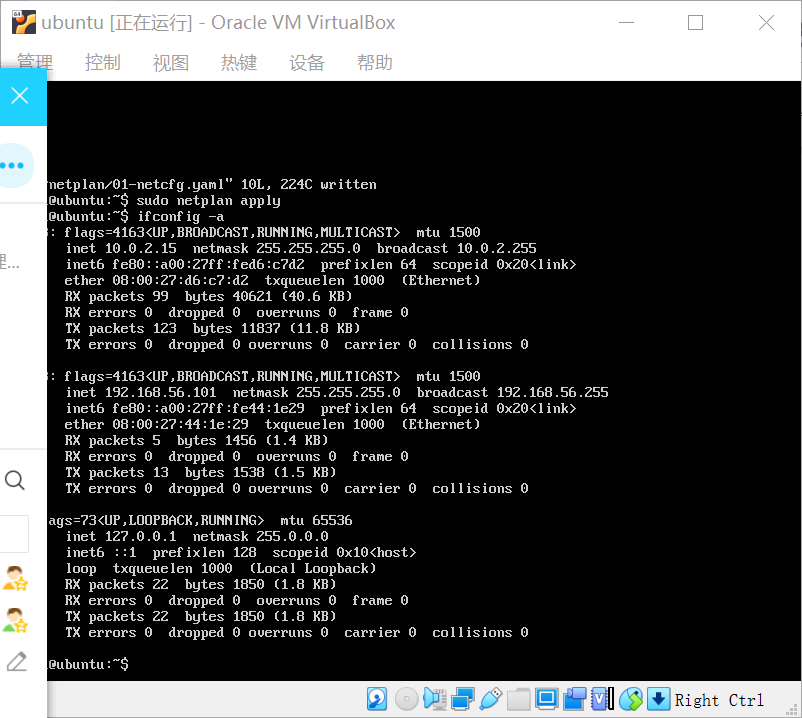 ubuntu [正在运行] - Oracle VM VirtualBox
管理 控制 视图 热键 设备 帮助
netplan/01-netcfg.yaml" 10L, 224C written
@ubuntu:~$ sudo netplan apply
@ubuntu:~$ ifconfig -a
: flags=4163<UP,BROADCAST,RUNNING,MULTICAST>  mtu 1500
inet 10.0.2.15  netmask 255.255.255.0  broadcast 10.0.2.255
inet6 fe80::a00:27ff:fed6:c7d2  prefixlen 64  scopeid 0x20<link>
ether 08:00:27:d6:c7:d2  txqueuelen 1000  (Ethernet)
RX packets 99  bytes 40621 (40.6 KB)
RX errors 0  dropped 0  overruns 0  frame 0
TX packets 123  bytes 11837 (11.8 KB)
TX errors 0  dropped 0 overruns 0  carrier 0  collisions 0
: flags=4163<UP,BROADCAST,RUNNING,MULTICAST>  mtu 1500
inet 192.168.56.101  netmask 255.255.255.0  broadcast 192.168.56.255
inet6 fe80::a00:27ff:fe44:1e29  prefixlen 64  scopeid 0x20<link>
ether 08:00:27:44:1e:29  txqueuelen 1000  (Ethernet)
RX packets 5  bytes 1456 (1.4 KB)
RX errors 0  dropped 0  overruns 0  frame 0
TX packets 13  bytes 1538 (1.5 KB)
TX errors 0  dropped 0 overruns 0  carrier 0  collisions 0
ags=73<UP,LOOPBACK,RUNNING>  mtu 65536
inet 127.0.0.1  netmask 255.0.0.0
inet6 ::1  prefixlen 128  scopeid 0x10<host>
loop  txqueuelen 1000  (Local Loopback)
RX packets 22  bytes 1850 (1.8 KB)
RX errors 0  dropped 0  overruns 0  frame 0
TX packets 22  bytes 1850 (1.8 KB)
TX errors 0  dropped 0 overruns 0  carrier 0  collisions 0
@ubuntu:~$
Right Ctrl